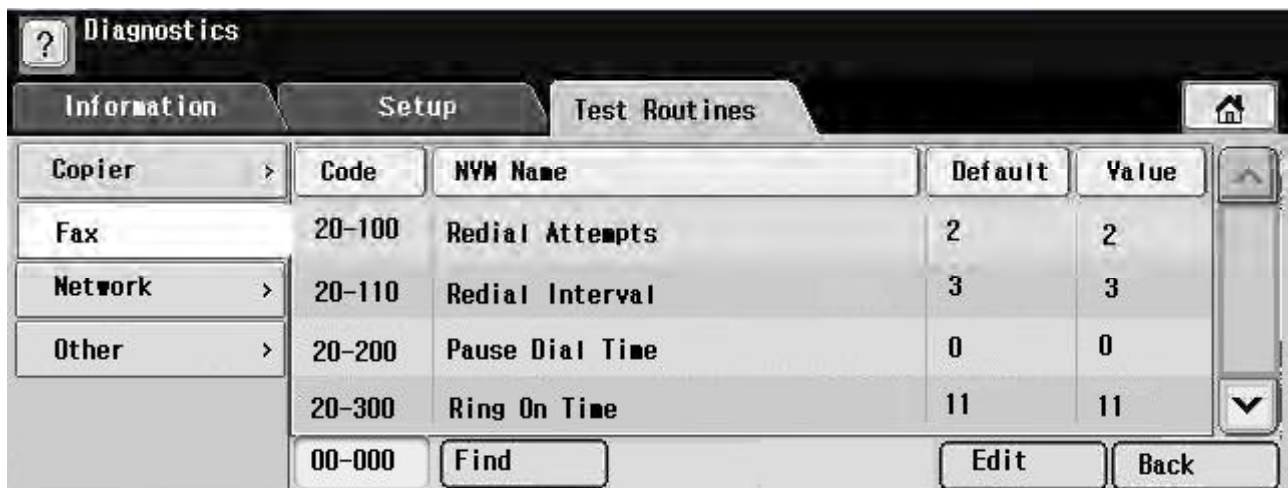 ? Diagnostics
Information Setup Test Routines
Copier > Code NVM Name Default Value
Fax 20-100 Redial Attempts 2 2
Network > 20-110 Redial Interval 3 3
Other > 20-200 Pause Dial Time 0 0
20-300 Ring On Time 11 11
00-000 Find Edit Back